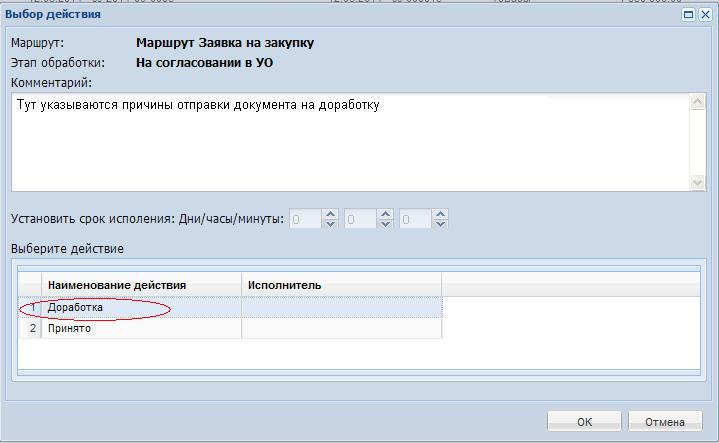 Выбор действия
Маршрут: Маршрут Заявка на закупку
Этап обработки: На согласовании в УО
Комментарий:
Тут указываются причины отправки документа на доработку
Установить срок исполения: Дни/часы/минуты: 0 0 0
Выберите действие
Наименование действия Исполнитель
1 Доработка
2 Принято
OK Отмена